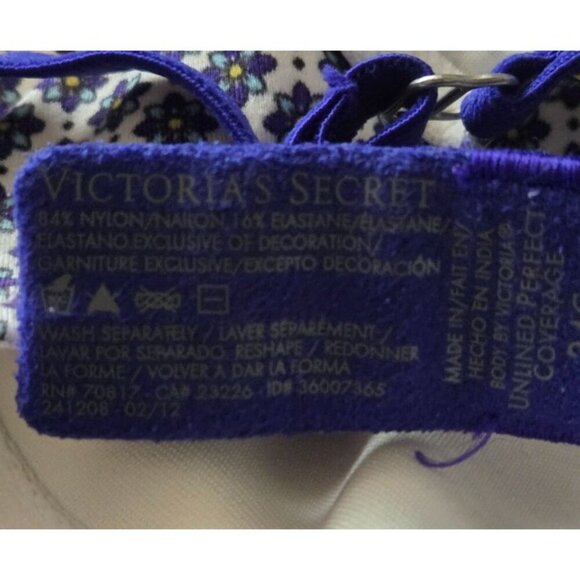 VICTORIA'S SECRET
84% NYLON/NAILON 16% ELASTANE/ÉLASTHANE/
ELASTANO.EXCLUSIVE OF DECORATION/
GARNITURE EXCLUSIVE/EXCEPTO DECORACIÓN
WASH SEPARATELY / LAVER SÉPARÉMENT/
LAVAR POR SEPARADO. RESHAPE / REDONNER
LA FORME / VOLVER A DAR LA FORMA
RN# 70817 - CA# 23226 - ID# 36007365
241208 - 02/12
MADE IN/FAIT EN/
HECHO EN INDIA
BODY BY VICTORIA®
UNLINED PERFECT
COVERAGE